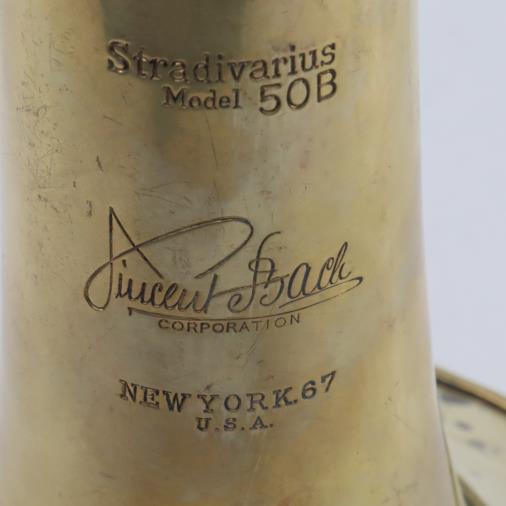 Stradivarius
Model 50B
Vincent Bach
CORPORATION
NEW YORK.67
U.S.A.